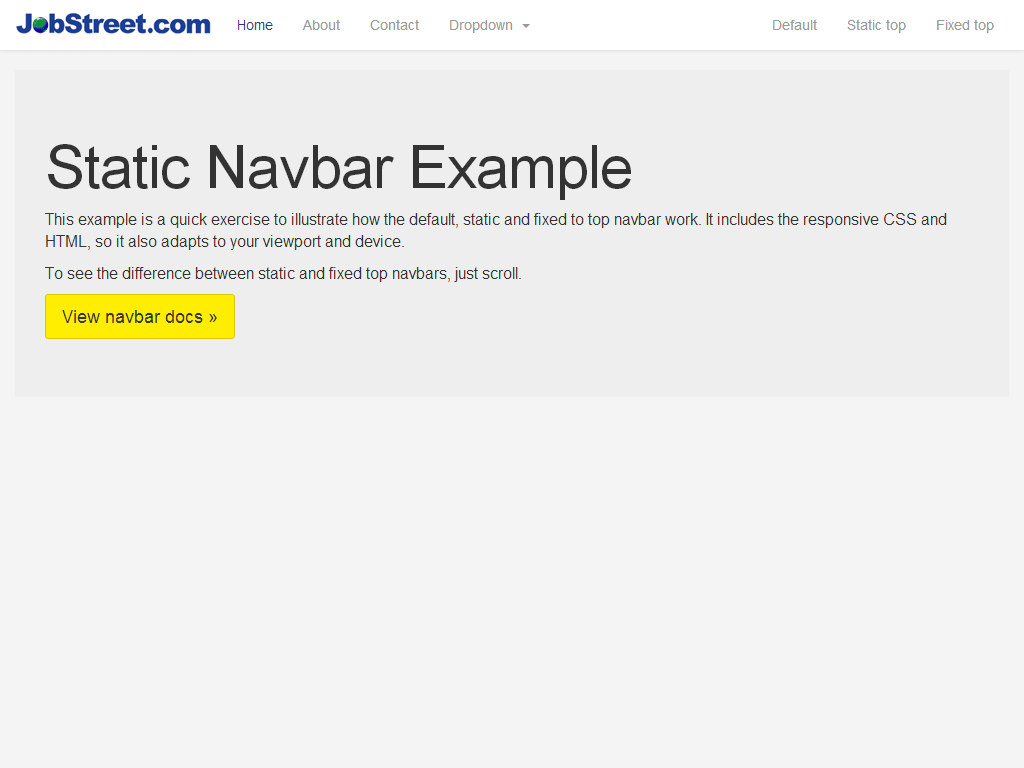 JobStreet.com Home About Contact Dropdown Default Static top Fixed top
Static Navbar Example
This example is a quick exercise to illustrate how the default, static and fixed to top navbar work. It includes the responsive CSS and
HTML, so it also adapts to your viewport and device.
To see the difference between static and fixed top navbars, just scroll.
View navbar docs »